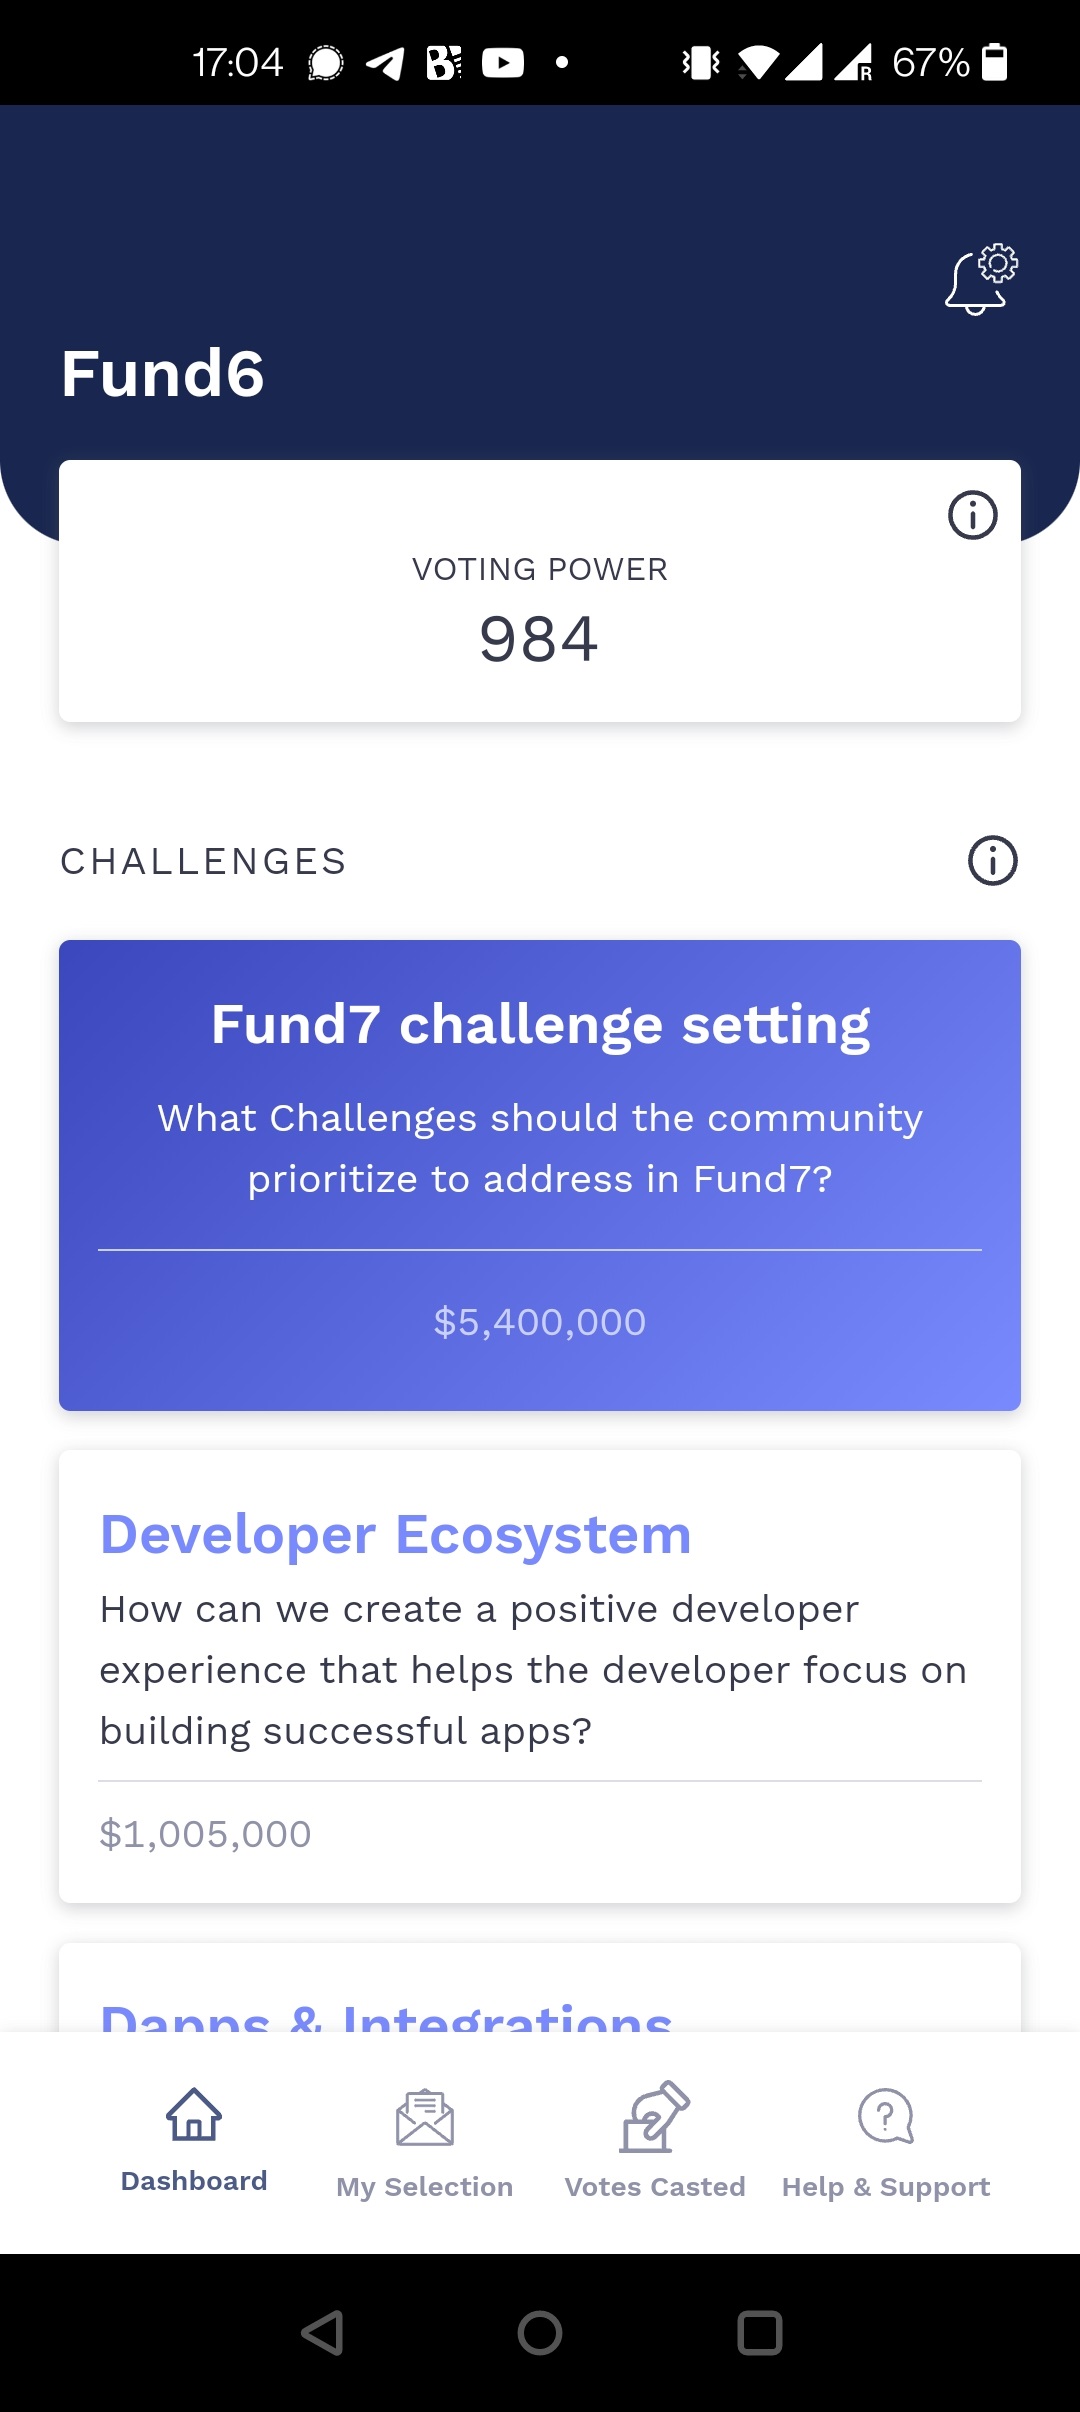 17:04
R
67%
Fund6
VOTING POWER
984
CHALLENGES
Fund7 challenge setting
What Challenges should the community
prioritize to address in Fund7?
$5,400,000
Developer Ecosystem
How can we create a positive developer
experience that helps the developer focus on
building successful apps?
$1,005,000
Dapps & Integrations
Dashboard
My Selection
Votes Casted
Help & Support